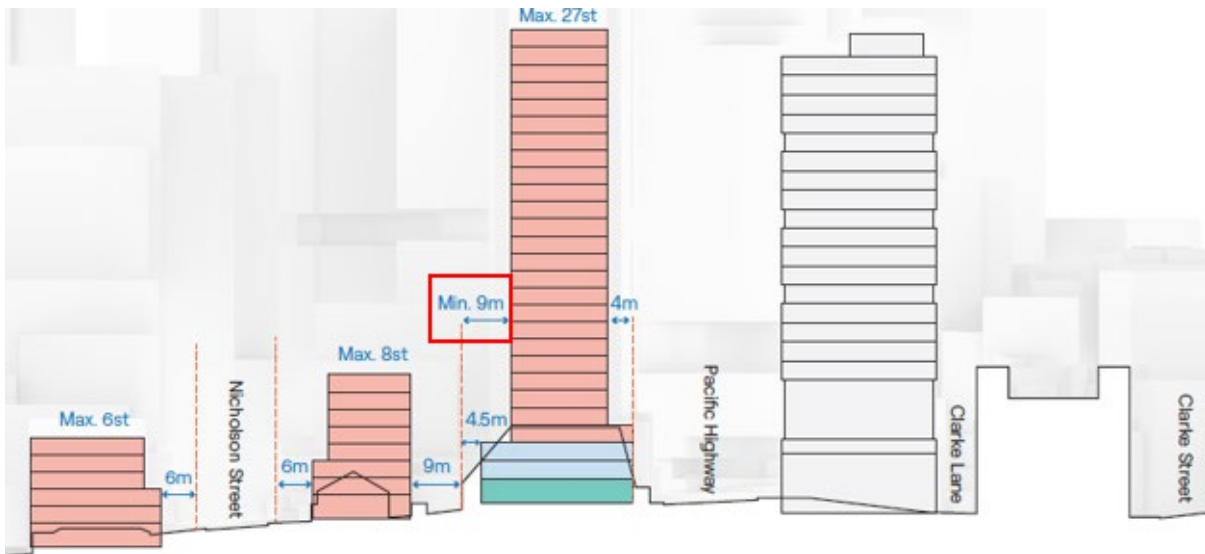 Max. 27st
Min. 9m
4m
Max. 8st
Nicholson Street
Pacific Highway
Max. 6st
4.5m
Clarke Lane
Clarke Street
6m
6m
9m